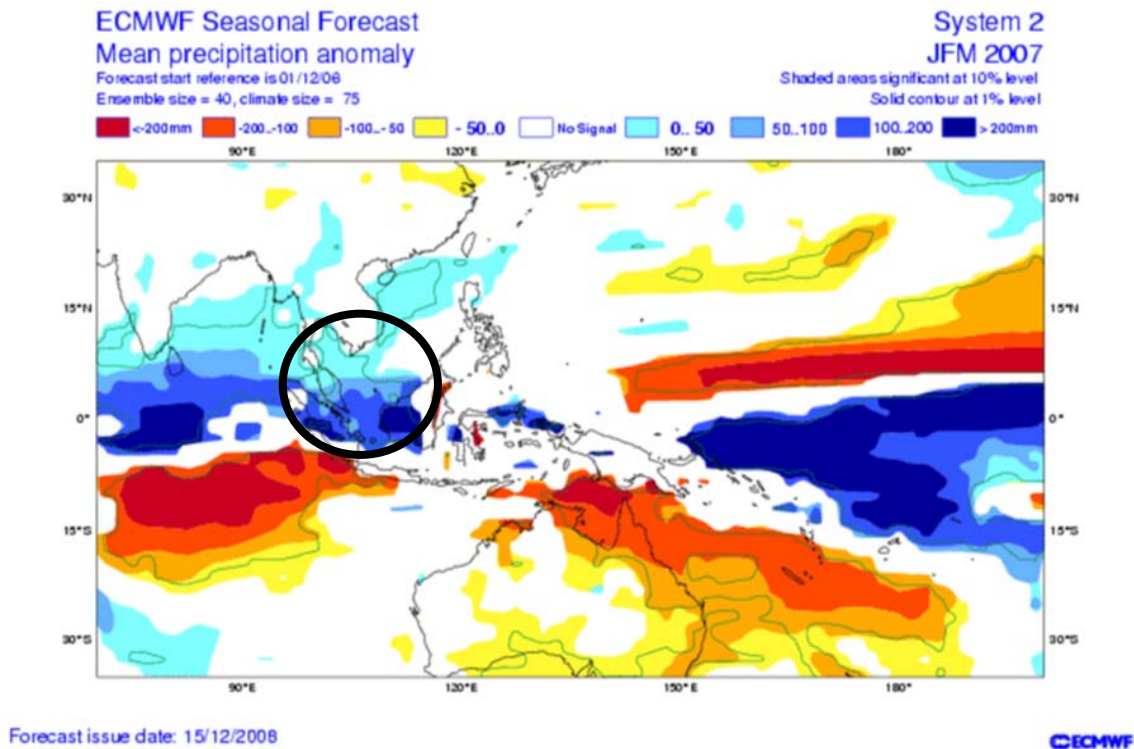 ECMWF Seasonal Forecast
Mean precipitation anomaly
Forecast start reference is 01/12/06
Ensemble size = 40, climate size = 75
System 2
JFM 2007
Shaded areas significant at 10% level
Solid contour at 1% level
<-200mm -200..-100 -100..-50 -50..0 No Signal 0..50 50..100 100..200 > 200mm
90°E 120°E 150°E 180°
30°N 30°N
15°N 15°N
0° 0°
15°S 15°S
30°S 30°S
90°E 120°E 150°E 180°
Forecast issue date: 15/12/2006
ECMWF